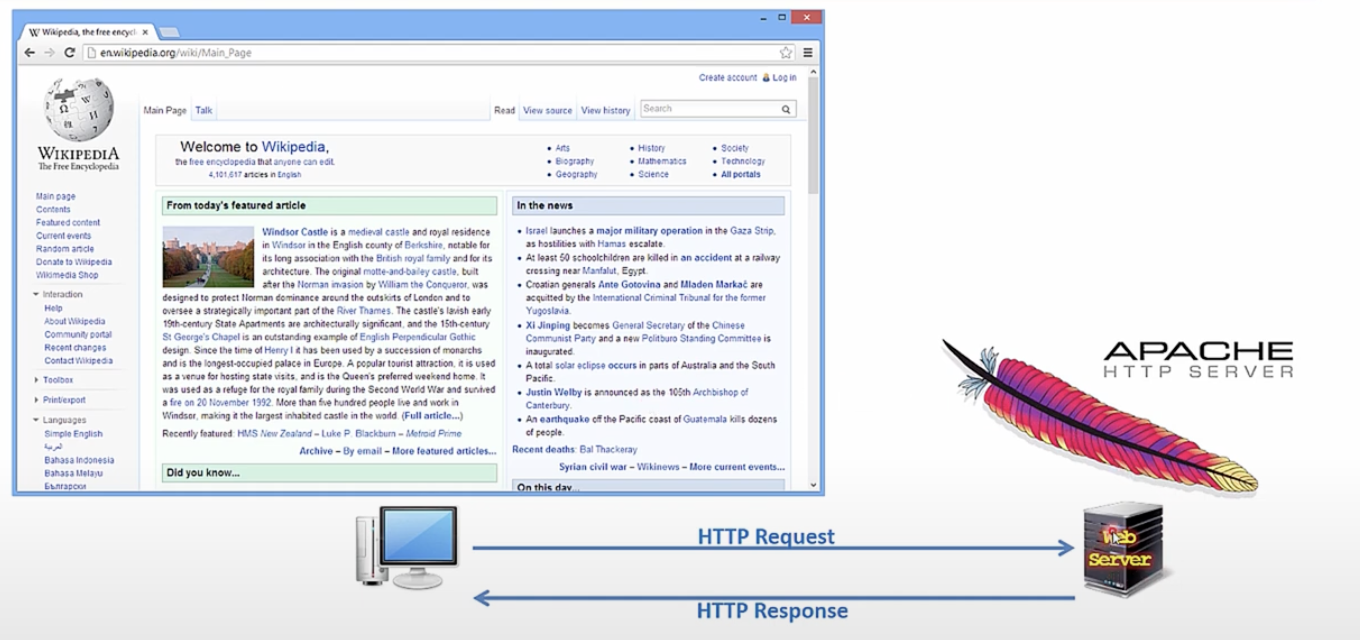 Wikipedia, the free encycl
en.wikipedia.org/wiki/Main_Page
Create account Log in
Main Page Talk Read View source View history Search
WIKIPEDIA
The Free Encyclopedia
Main page
Contents
Featured content
Current events
Random article
Donate to Wikipedia
Wikimedia Shop
Interaction
Help
About Wikipedia
Community portal
Recent changes
Contact Wikipedia
Toolbox
Print/export
Languages
Simple English
العربية
Bahasa Indonesia
Bahasa Melayu
Български
Welcome to Wikipedia,
the free encyclopedia that anyone can edit.
4,101,617 articles in English
• Arts
• Biography
• Geography
• History
• Mathematics
• Science
• Society
• Technology
• All portals
From today's featured article
Windsor Castle is a medieval castle and royal residence
in Windsor in the English county of Berkshire, notable for
its long association with the British royal family and for its
architecture. The original motte-and-bailey castle, built
after the Norman invasion by William the Conqueror, was
designed to protect Norman dominance around the outskirts of London and to
oversee a strategically important part of the River Thames. The castle's lavish early
19th-century State Apartments are architecturally significant, and the 15th-century
St George's Chapel is an outstanding example of English Perpendicular Gothic
design. Since the time of Henry I it has been used by a succession of monarchs
and is the longest-occupied palace in Europe. A popular tourist attraction, it is used
as a venue for hosting state visits, and is the Queen's preferred weekend home. It
was used as a refuge for the royal family during the Second World War and survived
a fire on 20 November 1992. More than five hundred people live and work in
Windsor, making it the largest inhabited castle in the world. (Full article...)
Recently featured: HMS New Zealand – Luke P. Blackburn – Metroid Prime
Archive – By email – More featured articles...
Did you know...
In the news
• Israel launches a major military operation in the Gaza Strip,
as hostilities with Hamas escalate.
• At least 50 schoolchildren are killed in an accident at a railway
crossing near Manfalut, Egypt.
• Croatian generals Ante Gotovina and Mladen Markač are
acquitted by the International Criminal Tribunal for the former
Yugoslavia.
• Xi Jinping becomes General Secretary of the Chinese
Communist Party and a new Politburo Standing Committee is
inaugurated.
• A total solar eclipse occurs in parts of Australia and the South
Pacific.
• Justin Welby is announced as the 105th Archbishop of
Canterbury.
• An earthquake off the Pacific coast of Guatemala kills dozens
of people.
Recent deaths: Bal Thackeray
Syrian civil war – Wikinews – More current events...
On this day...
APACHE
HTTP SERVER
HTTP Request
Web
Server
HTTP Response